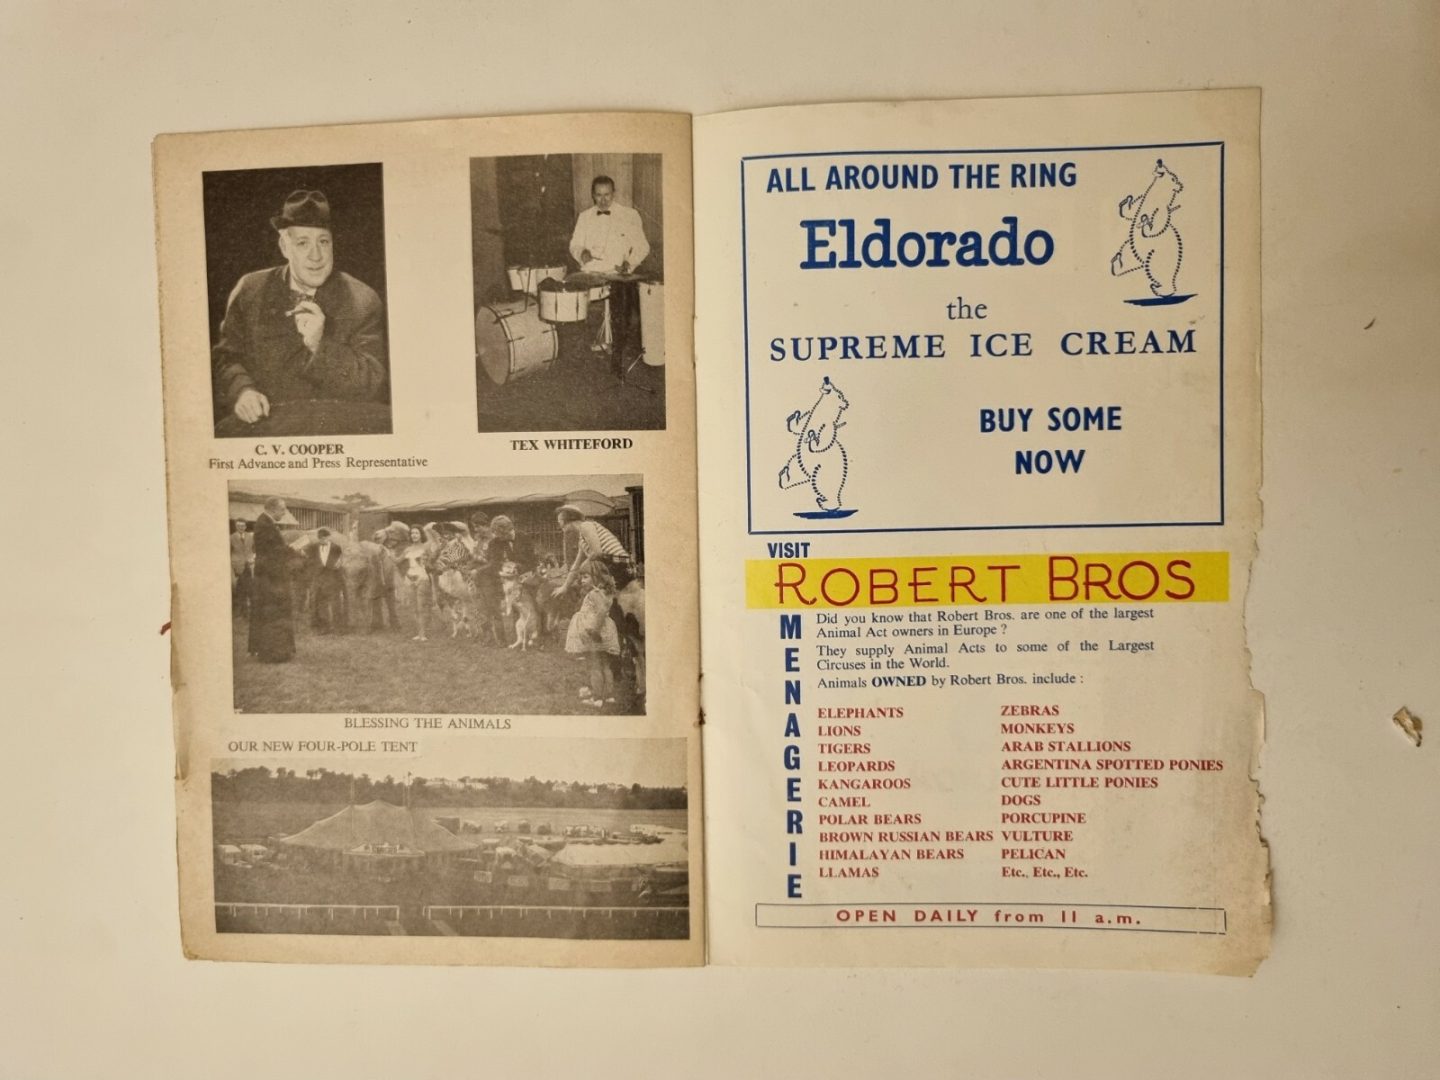 C. V. COOPER
First Advance and Press Representative
TEX WHITEFORD
BLESSING THE ANIMALS
OUR NEW FOUR-POLE TENT
ALL AROUND THE RING
Eldorado
the
SUPREME ICE CREAM
BUY SOME
NOW
VISIT
ROBERT BROS
MENAGERIE
Did you know that Robert Bros. are one of the largest
Animal Act owners in Europe ?
They supply Animal Acts to some of the Largest
Circuses in the World.
Animals OWNED by Robert Bros. include :
ELEPHANTS
LIONS
TIGERS
LEOPARDS
KANGAROOS
CAMEL
POLAR BEARS
BROWN RUSSIAN BEARS
HIMALAYAN BEARS
LLAMAS
ZEBRAS
MONKEYS
ARAB STALLIONS
ARGENTINA SPOTTED PONIES
CUTE LITTLE PONIES
DOGS
PORCUPINE
VULTURE
PELICAN
Etc., Etc., Etc.
OPEN DAILY from 11 a.m.